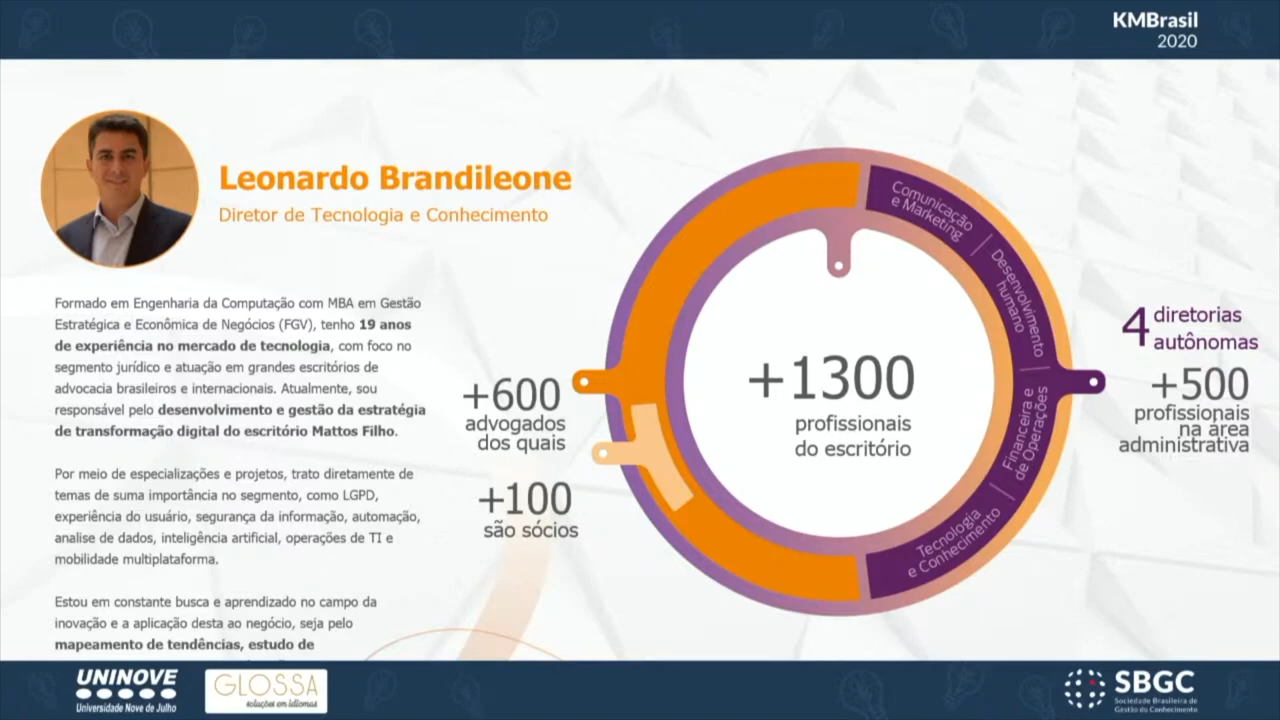 KMBrasil
2020
Leonardo Brandileone
Diretor de Tecnologia e Conhecimento
Formado em Engenharia da Computação com MBA em Gestão
Estratégica e Econômica de Negócios (FGV), tenho 19 anos
de experiência no mercado de tecnologia, com foco no
segmento jurídico e atuação em grandes escritórios de
advocacia brasileiros e internacionais. Atualmente, sou
responsável pelo desenvolvimento e gestão da estratégia
de transformação digital do escritório Mattos Filho.
Por meio de especializações e projetos, trato diretamente de
temas de suma importância no segmento, como LGPD,
experiência do usuário, segurança da informação, automação,
analise de dados, inteligência artificial, operações de TI e
mobilidade multiplataforma.
Estou em constante busca e aprendizado no campo da
inovação e a aplicação desta ao negócio, seja pelo
mapeamento de tendências, estudo de
+600
advogados
dos quais
+100
são sócios
+1300
profissionais
do escritório
Comunicação
e Marketing
Desenvolvimento
humano
Financeira e
de Operações
Tecnologia
e Conhecimento
4 diretorias
autônomas
+500
profissionais
na área
administrativa
UNINOVE
Universidade Nove de Julho
GLOSSA
soluções em idiomas
SBGC
Sociedade Brasileira de
Gestão do Conhecimento